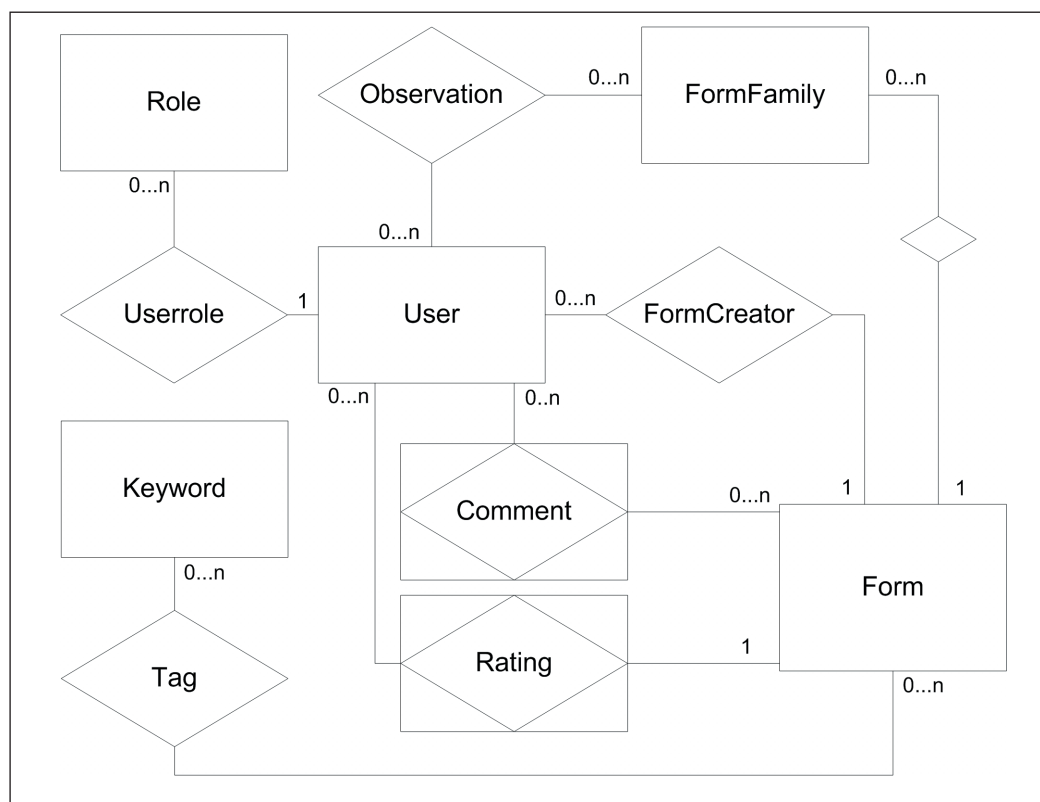 Role
Observation
0...n
FormFamily
0...n
0...n
0...n
Userrole
1
User
0...n
FormCreator
0...n
0...n
0..n
Keyword
Comment
0...n
1
1
0...n
Form
Tag
Rating
1
0...n